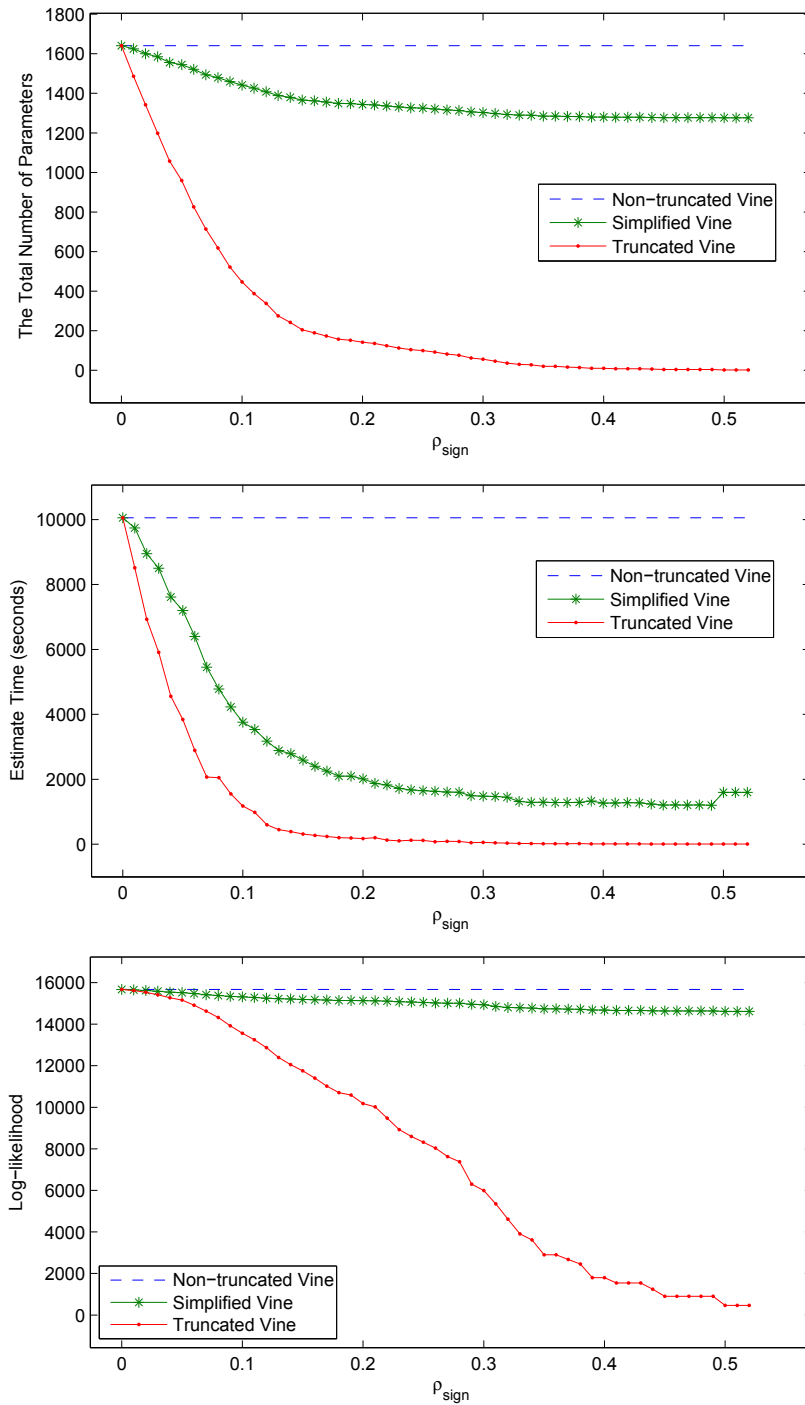 The Total Number of Parameters
1800
1600
1400
1200
1000
800
600
400
200
0
Non−truncated Vine
Simplified Vine
Truncated Vine
0 0.1 0.2 0.3 0.4 0.5
ρsign
Estimate Time (seconds)
10000
8000
6000
4000
2000
0
Non−truncated Vine
Simplified Vine
Truncated Vine
0 0.1 0.2 0.3 0.4 0.5
ρsign
Log−likelihood
16000
14000
12000
10000
8000
6000
4000
2000
0
Non−truncated Vine
Simplified Vine
Truncated Vine
0 0.1 0.2 0.3 0.4 0.5
ρsign